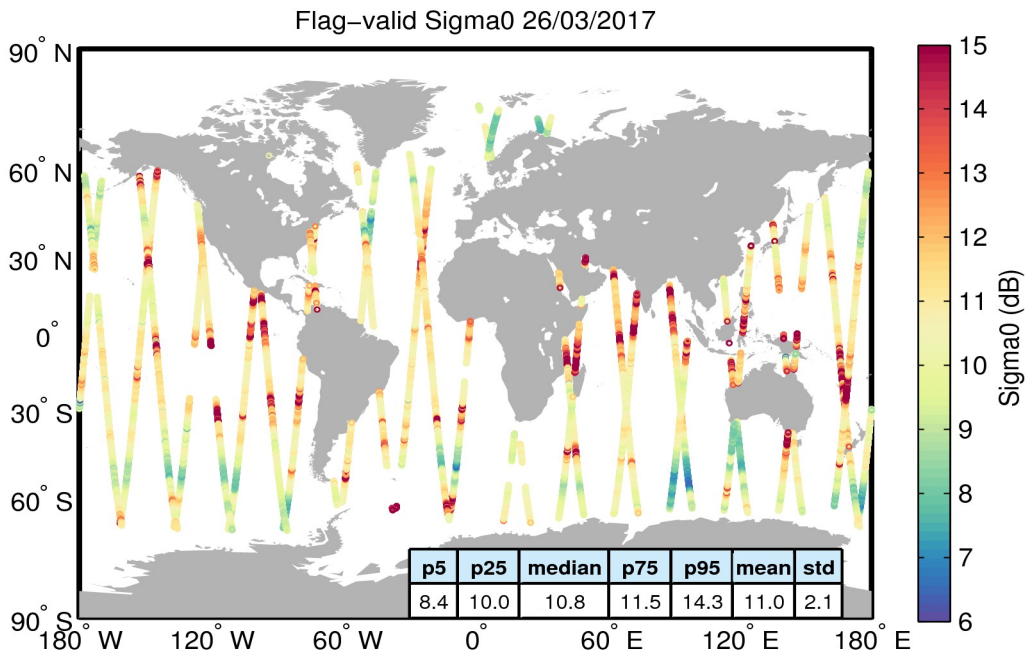 Flag−valid Sigma0 26/03/2017
90° N
60° N
30° N
0°
30° S
60° S
90° S
180° W
120° W
60° W
0°
60° E
120° E
180° E
15
14
13
12
11
10
9
8
7
6
Sigma0 (dB)
p5 p25 median p75 p95 mean std
8.4 10.0 10.8 11.5 14.3 11.0 2.1